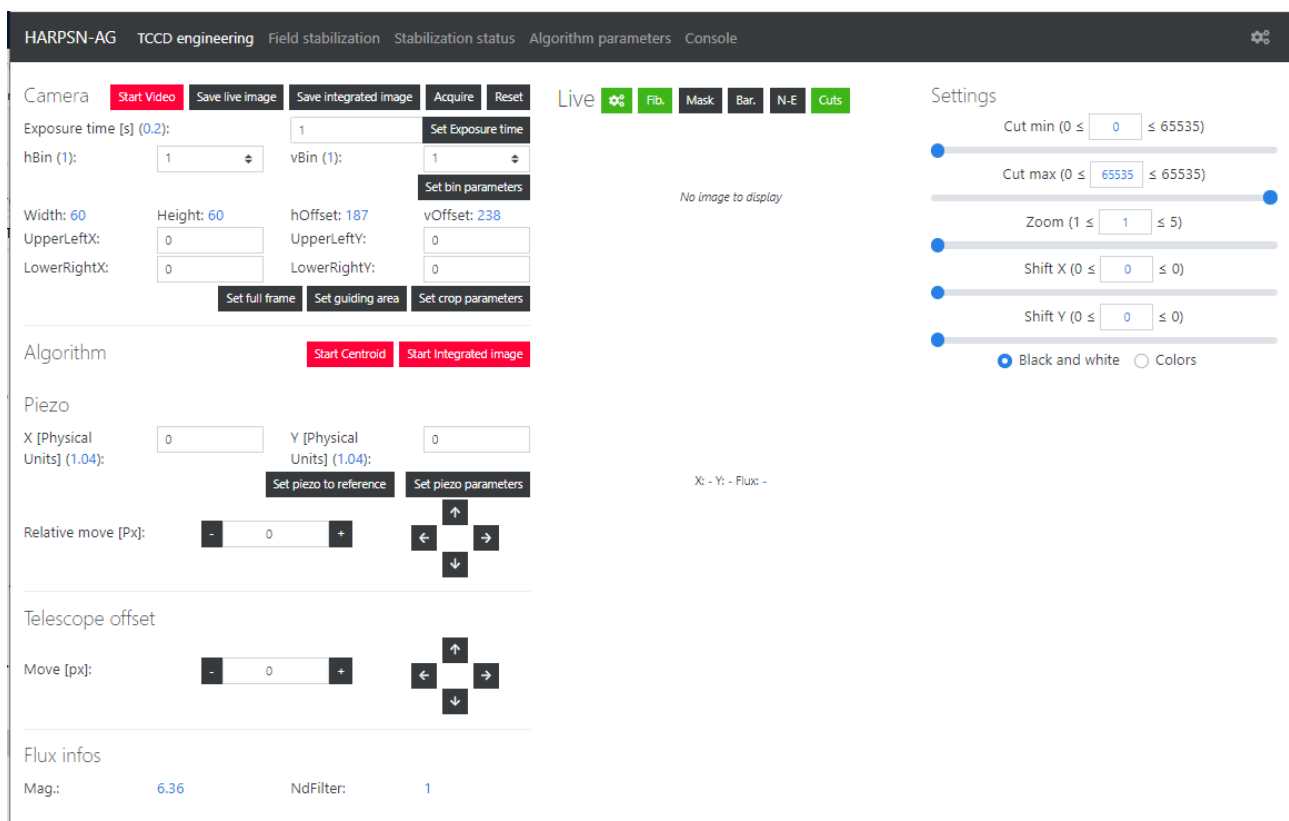 HARPSN-AG TCCD engineering Field stabilization Stabilization status Algorithm parameters Console
Camera Start Video Save live image Save integrated image Acquire Reset
Exposure time [s] (0.2): 1 Set Exposure time
hBin (1): 1 vBin (1): 1
Set bin parameters
Width: 60 Height: 60 hOffset: 187 vOffset: 238
UpperLeftX: 0 UpperLeftY: 0
LowerRightX: 0 LowerRightY: 0
Set full frame Set guiding area Set crop parameters
Algorithm Start Centroid Start Integrated image
Piezo
X [Physical Units] (1.04): 0 Y [Physical Units] (1.04): 0
Set piezo to reference Set piezo parameters
Relative move [Px]: - 0 +
Telescope offset
Move [px]: - 0 +
Flux infos
Mag.: 6.36 NdFilter: 1
Live Fib. Mask Bar. N-E Cuts
No image to display
X: - Y: - Flux: -
Settings
Cut min (0 ≤ 0 ≤ 65535)
Cut max (0 ≤ 65535 ≤ 65535)
Zoom (1 ≤ 1 ≤ 5)
Shift X (0 ≤ 0 ≤ 0)
Shift Y (0 ≤ 0 ≤ 0)
Black and white Colors